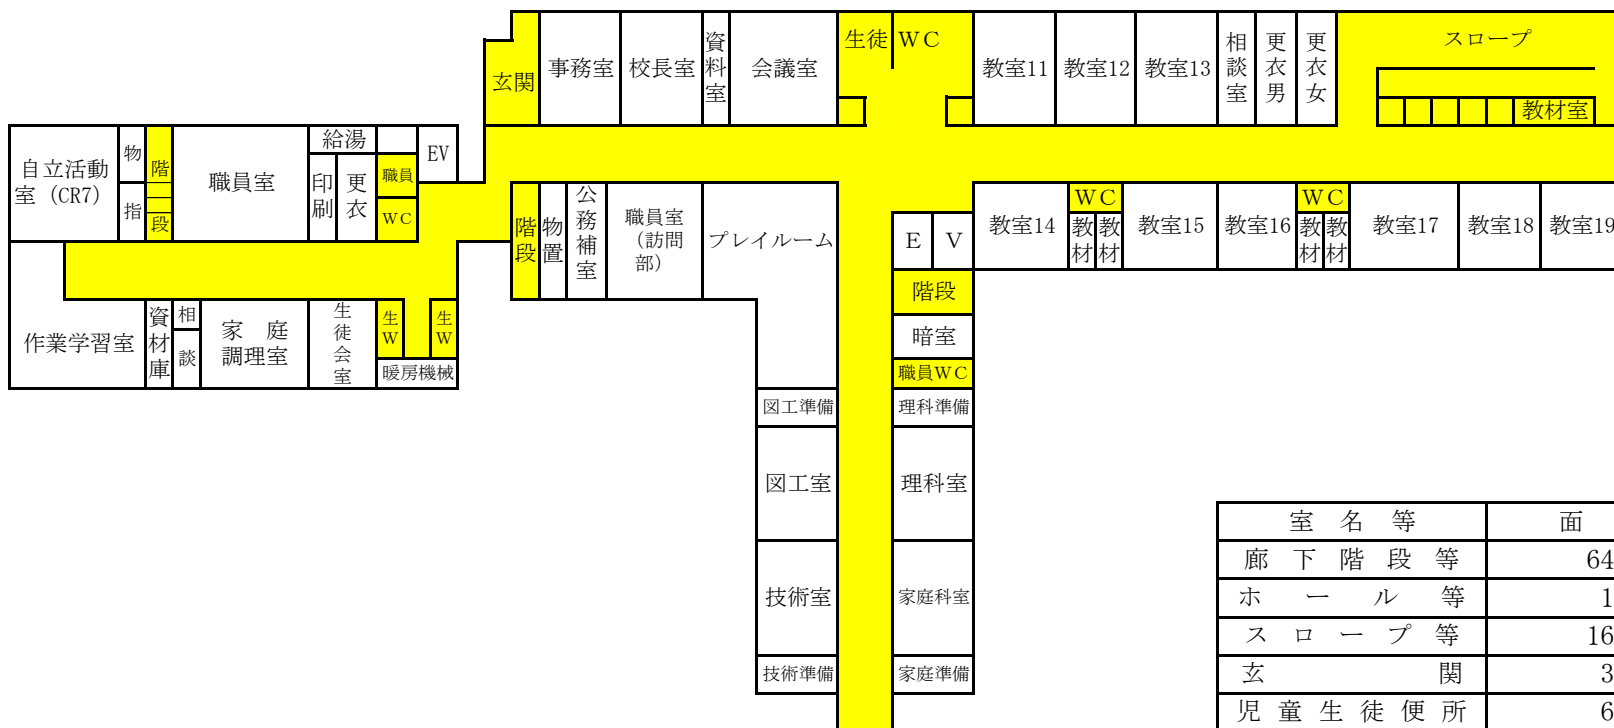 玄関
事務室
校長室
資料室
会議室
生徒 WC
教室11
教室12
教室13
相談室
更衣男
更衣女
スロープ
教材室
自立活動
室（CR7）
物
指
階
段
職員室
給湯
印刷
更衣
職員
WC
EV
階段
物置
公務補室
職員室
（訪問
部）
プレイルーム
E V
教室14
WC
教材
教材
教室15
教室16
WC
教材
教材
教室17
教室18
教室19
作業学習室
資材庫
相
談
家 庭
調理室
生徒会室
生W
生W
暖房機械
階段
暗室
職員WC
図工準備
理科準備
図工室
理科室
技術室
家庭科室
技術準備
家庭準備
室 名 等 面
廊 下 階 段 等 64
ホ ー ル 等 1
ス ロ ー プ 等 16
玄 関 3
児 童 生 徒 便 所 6